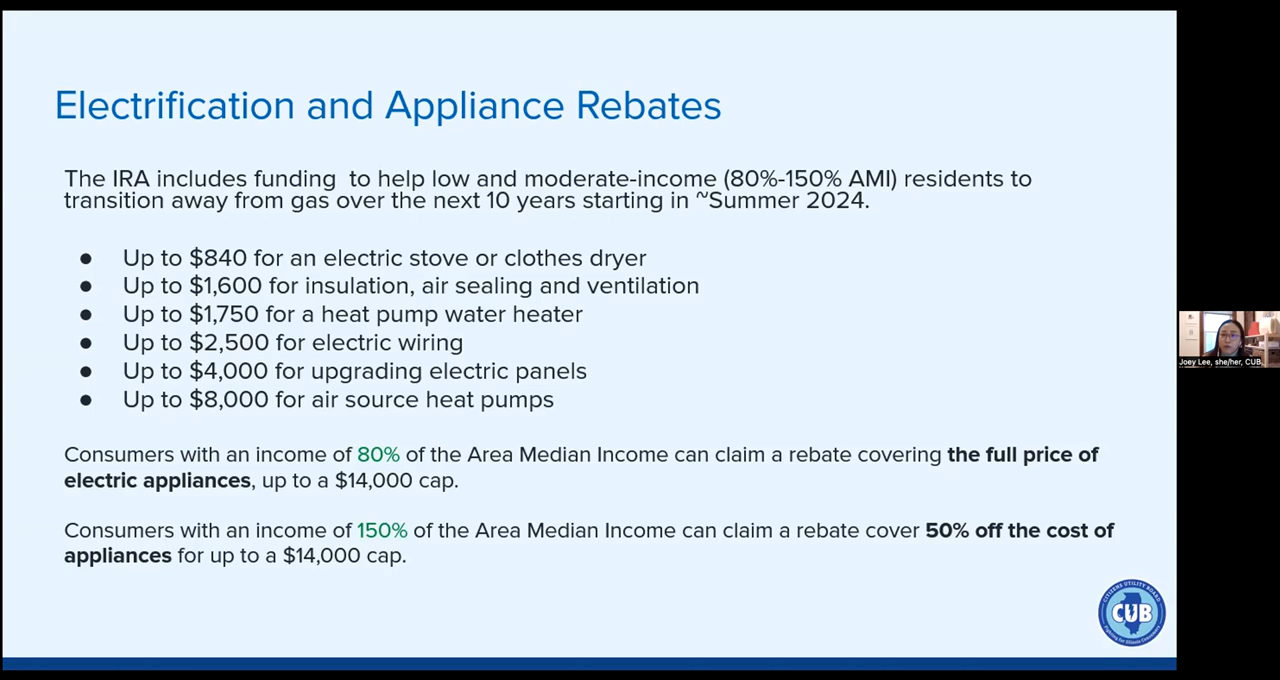 Electrification and Appliance Rebates
The IRA includes funding  to help low and moderate-income (80%-150% AMI) residents to
transition away from gas over the next 10 years starting in ~Summer 2024.
● Up to $840 for an electric stove or clothes dryer
● Up to $1,600 for insulation, air sealing and ventilation
● Up to $1,750 for a heat pump water heater
● Up to $2,500 for electric wiring
● Up to $4,000 for upgrading electric panels
● Up to $8,000 for air source heat pumps
Consumers with an income of 80% of the Area Median Income can claim a rebate covering the full price of
electric appliances, up to a $14,000 cap.
Consumers with an income of 150% of the Area Median Income can claim a rebate cover 50% off the cost of
appliances for up to a $14,000 cap.
Joey Lee, she/her, CUB
CITIZENS UTILITY BOARD
CUB
Fighting for Illinois Consumers